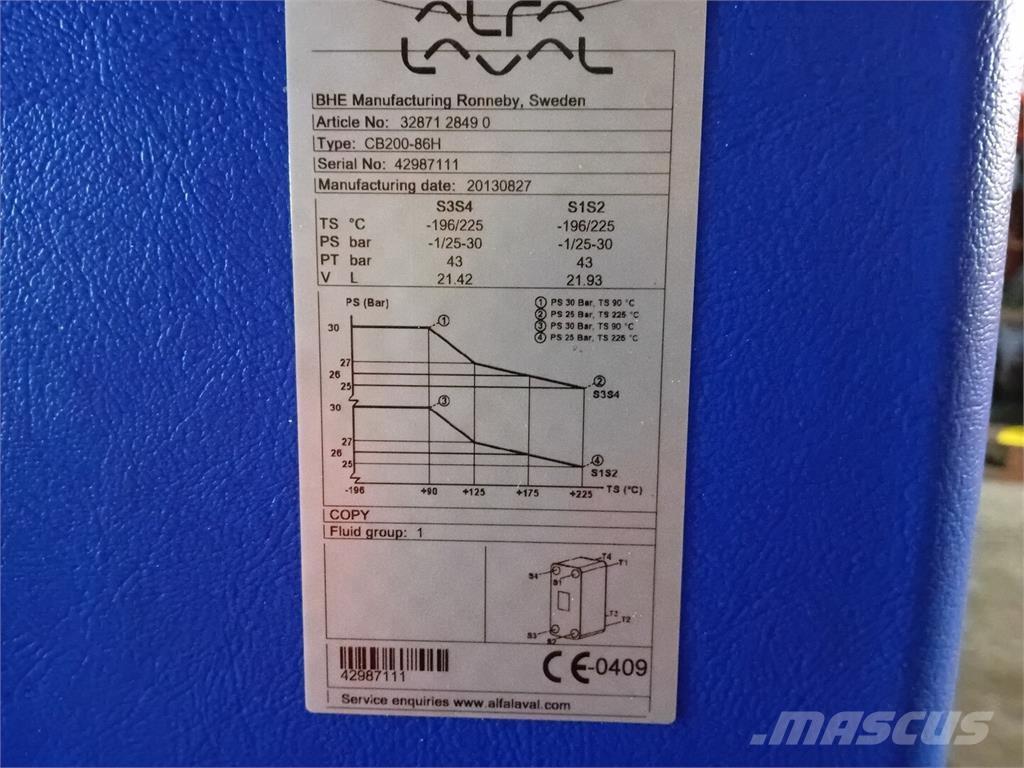 ALFA
LAVAL
BHE Manufacturing Ronneby, Sweden
Article No: 32871 2849 0
Type: CB200-86H
Serial No: 42987111
Manufacturing date: 20130827
S3S4 S1S2
TS °C -196/225 -196/225
PS bar -1/25-30 -1/25-30
PT bar 43 43
V L 21.42 21.93
PS (Bar)
1 PS 30 Bar, TS 90 °C
2 PS 25 Bar, TS 225 °C
3 PS 30 Bar, TS 90 °C
4 PS 25 Bar, TS 225 °C
30 1
27
26 2
25 S3S4
30 3
27
26 4
25 S1S2
-196 +90 +125 +175 +225 TS (°C)
COPY
Fluid group: 1
T4
S4 S1 T1
T3
S3 S2 T2
42987111
CE-0409
Service enquiries www.alfalaval.com
MASCUS